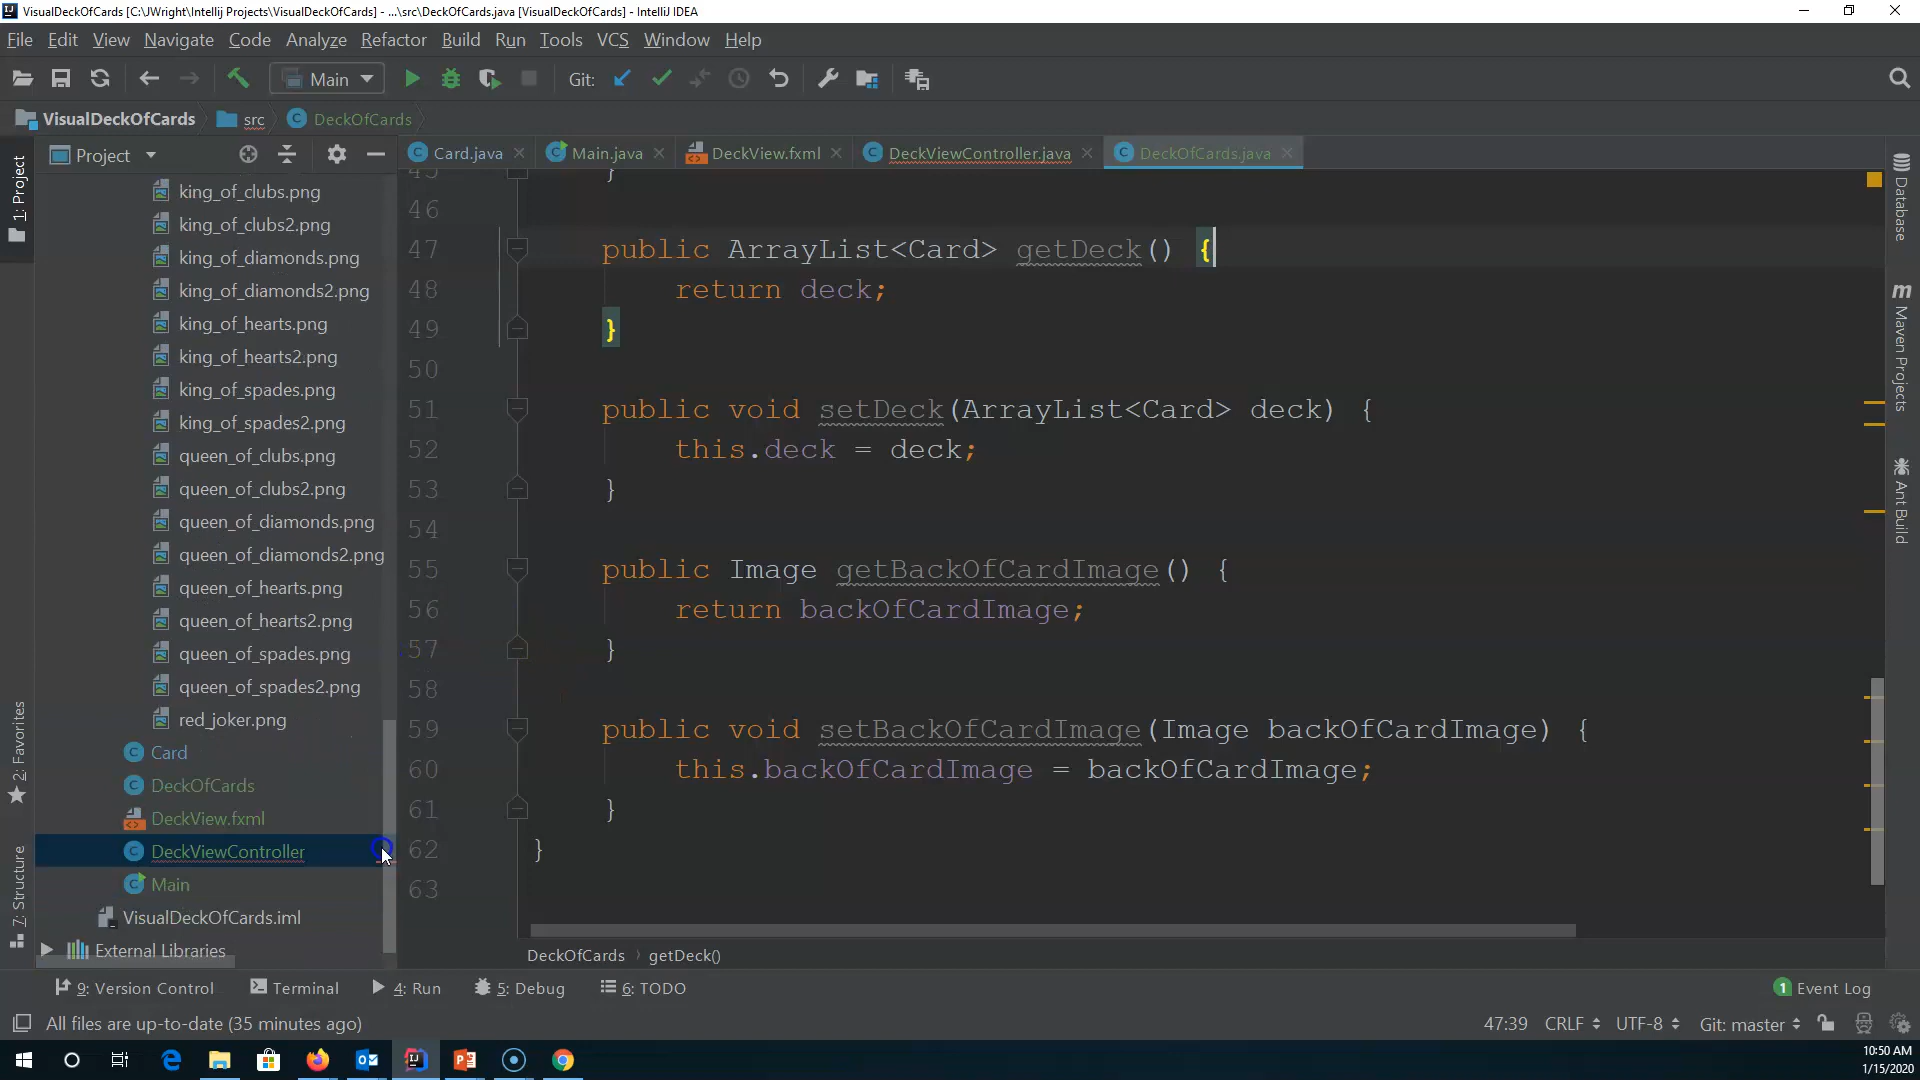 VisualDeckOfCards [C:\JWright\Intellij Projects\VisualDeckOfCards] - ...\src\DeckOfCards.java [VisualDeckOfCards] - IntelliJ IDEA
File Edit View Navigate Code Analyze Refactor Build Run Tools VCS Window Help
Main Git:
VisualDeckOfCards src DeckOfCards
Project
Card.java Main.java DeckView.fxml DeckViewController.java DeckOfCards.java
1: Project
2: Favorites
7: Structure
king_of_clubs.png
king_of_clubs2.png
king_of_diamonds.png
king_of_diamonds2.png
king_of_hearts.png
king_of_hearts2.png
king_of_spades.png
king_of_spades2.png
queen_of_clubs.png
queen_of_clubs2.png
queen_of_diamonds.png
queen_of_diamonds2.png
queen_of_hearts.png
queen_of_hearts2.png
queen_of_spades.png
queen_of_spades2.png
red_joker.png
Card
DeckOfCards
DeckView.fxml
DeckViewController
Main
VisualDeckOfCards.iml
External Libraries
45 }
46
47 public ArrayList<Card> getDeck() {
48 return deck;
49 }
50
51 public void setDeck(ArrayList<Card> deck) {
52 this.deck = deck;
53 }
54
55 public Image getBackOfCardImage() {
56 return backOfCardImage;
57 }
58
59 public void setBackOfCardImage(Image backOfCardImage) {
60 this.backOfCardImage = backOfCardImage;
61 }
62 }
63
DeckOfCards › getDeck()
Database
m Maven Projects
Ant Build
9: Version Control Terminal 4: Run 5: Debug 6: TODO 1 Event Log
All files are up-to-date (35 minutes ago) 47:39 CRLF UTF-8 Git: master
10:50 AM
1/15/2020